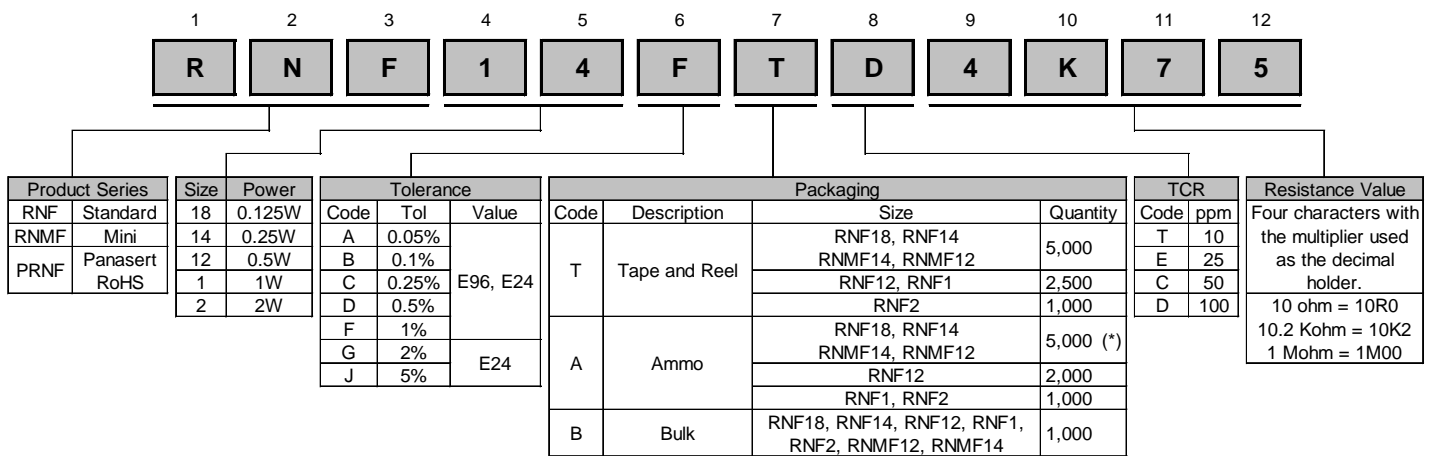 1 2 3 4 5 6 7 8 9 10 11 12
R N F 1 4 F T D 4 K 7 5
Product Series
RNF Standard
RNMF Mini
PRNF Panasert RoHS
Size Power
18 0.125W
14 0.25W
12 0.5W
1 1W
2 2W
Tolerance
Code Tol Value
A 0.05%
B 0.1%
C 0.25%
D 0.5%
F 1%
E96, E24
G 2%
J 5%
E24
Packaging
Code Description Size Quantity
T Tape and Reel
RNF18, RNF14
RNMF14, RNMF12
5,000
RNF12, RNF1 2,500
RNF2 1,000
A Ammo
RNF18, RNF14
RNMF14, RNMF12
5,000 (*)
RNF12 2,000
RNF1, RNF2 1,000
B Bulk
RNF18, RNF14, RNF12, RNF1,
RNF2, RNMF12, RNMF14
1,000
TCR
Code ppm
T 10
E 25
C 50
D 100
Resistance Value
Four characters with
the multiplier used
as the decimal
holder.
10 ohm = 10R0
10.2 Kohm = 10K2
1 Mohm = 1M00